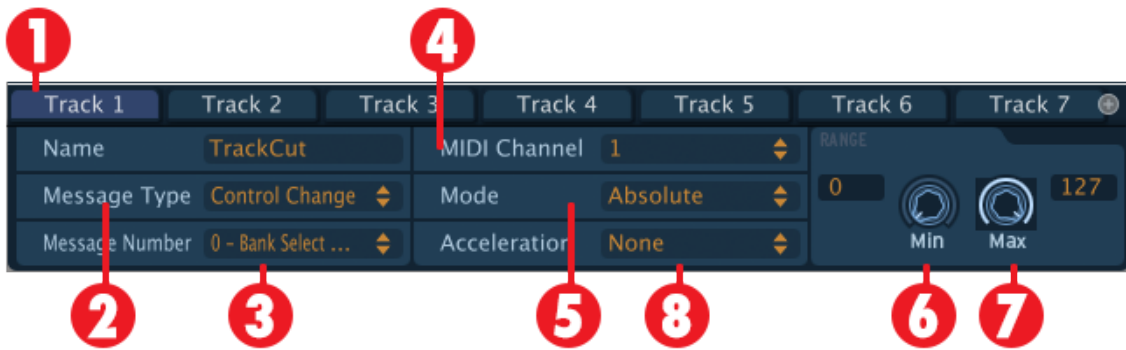 1
4
Track 1
Track 2
Track 3
Track 4
Track 5
Track 6
Track 7
Name
TrackCut
MIDI Channel
1
RANGE
Message Type
Control Change
Mode
Absolute
0
127
Message Number
0 - Bank Select ...
Acceleration
None
Min
Max
2
3
5
8
6
7